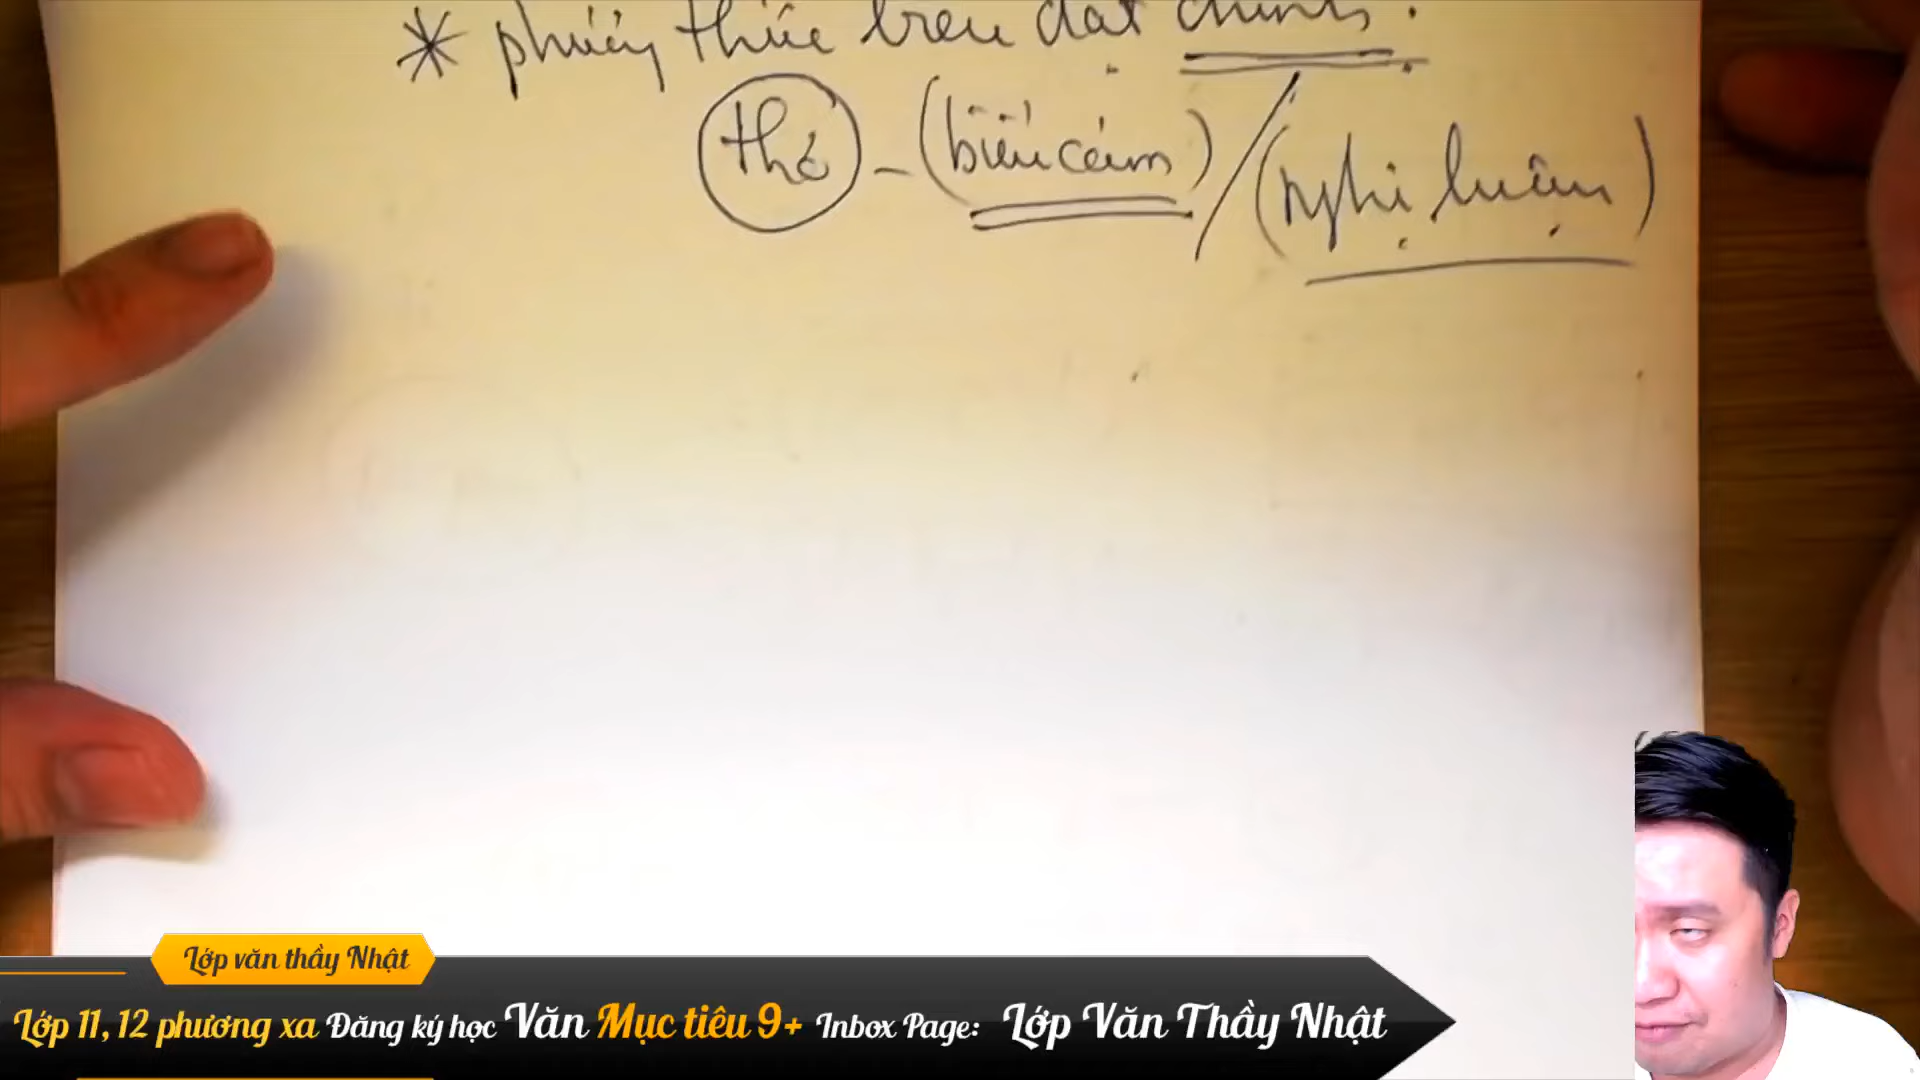 * phương thức biểu đạt chính:
thơ - (biểu cảm) / (nghị luận)
Lớp văn thầy Nhật
Lớp 11, 12 phương xa Đăng ký học Văn Mục tiêu 9+ Inbox Page: Lớp Văn Thầy Nhật